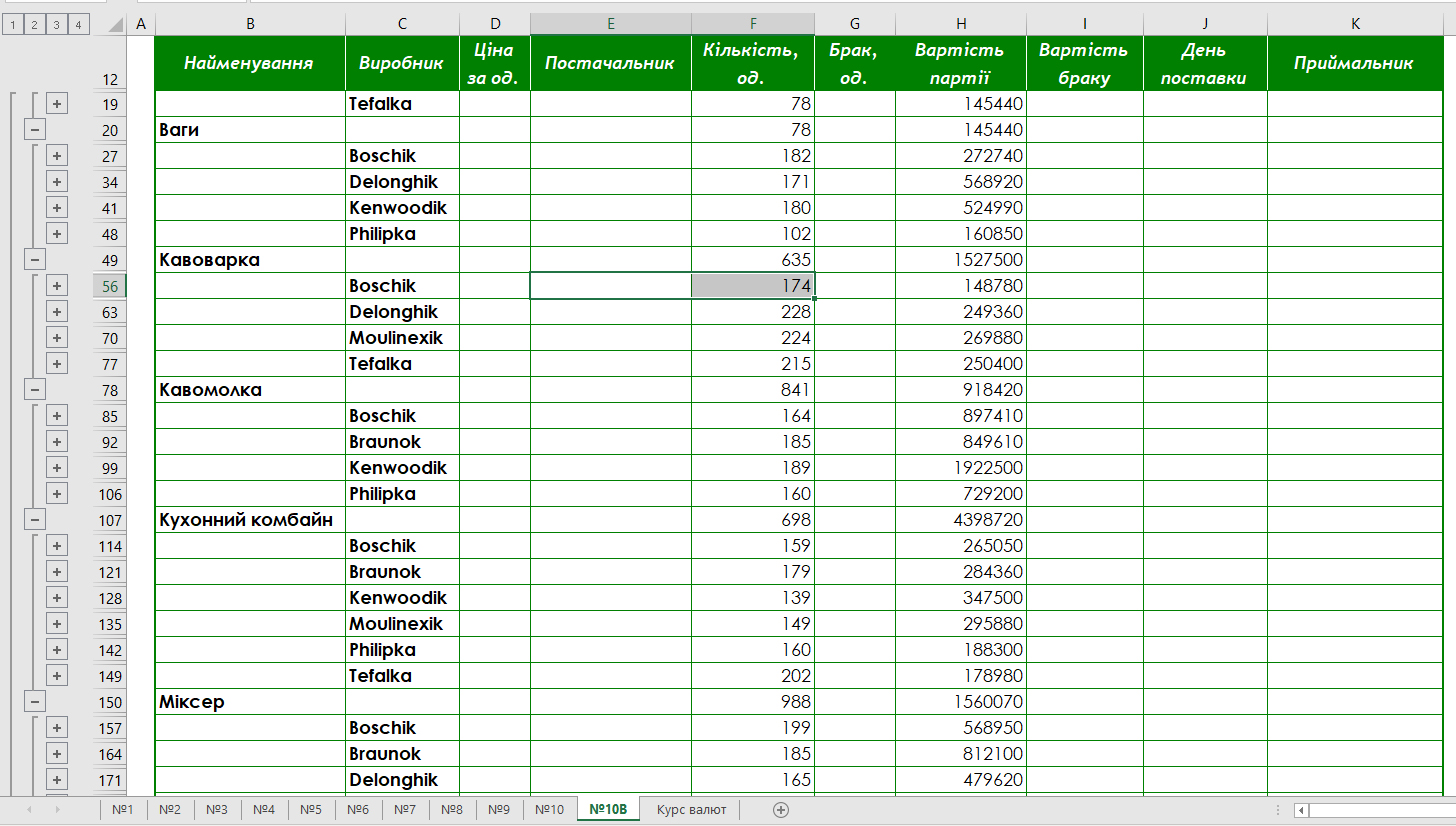 1 2 3 4 A B C D E F G H I J K
12 Найменування Виробник Ціна за од. Постачальник Кількість, од. Брак, од. Вартість партії Вартість браку День поставки Приймальник
19 Tefalka 78 145440
20 Ваги 78 145440
27 Boschik 182 272740
34 Delonghik 171 568920
41 Kenwoodik 180 524990
48 Philipka 102 160850
49 Кавоварка 635 1527500
56 Boschik 174 148780
63 Delonghik 228 249360
70 Moulinexik 224 269880
77 Tefalka 215 250400
78 Кавомолка 841 918420
85 Boschik 164 897410
92 Braunok 185 849610
99 Kenwoodik 189 1922500
106 Philipka 160 729200
107 Кухонний комбайн 698 4398720
114 Boschik 159 265050
121 Braunok 179 284360
128 Kenwoodik 139 347500
135 Moulinexik 149 295880
142 Philipka 160 188300
149 Tefalka 202 178980
150 Міксер 988 1560070
157 Boschik 199 568950
164 Braunok 185 812100
171 Delonghik 165 479620
№1 №2 №3 №4 №5 №6 №7 №8 №9 №10 №10В Курс валют